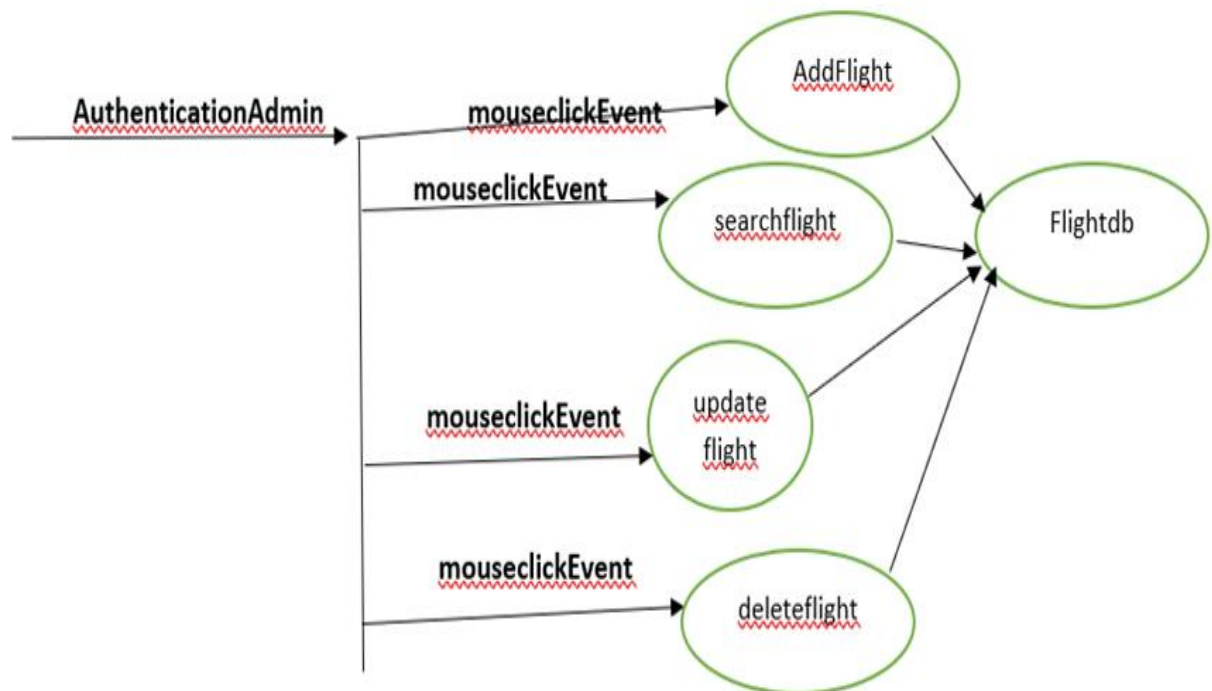 AddFlight
AuthenticationAdmin
mouseclickEvent
mouseclickEvent
searchflight
Flightdb
mouseclickEvent
update
flight
mouseclickEvent
deleteflight